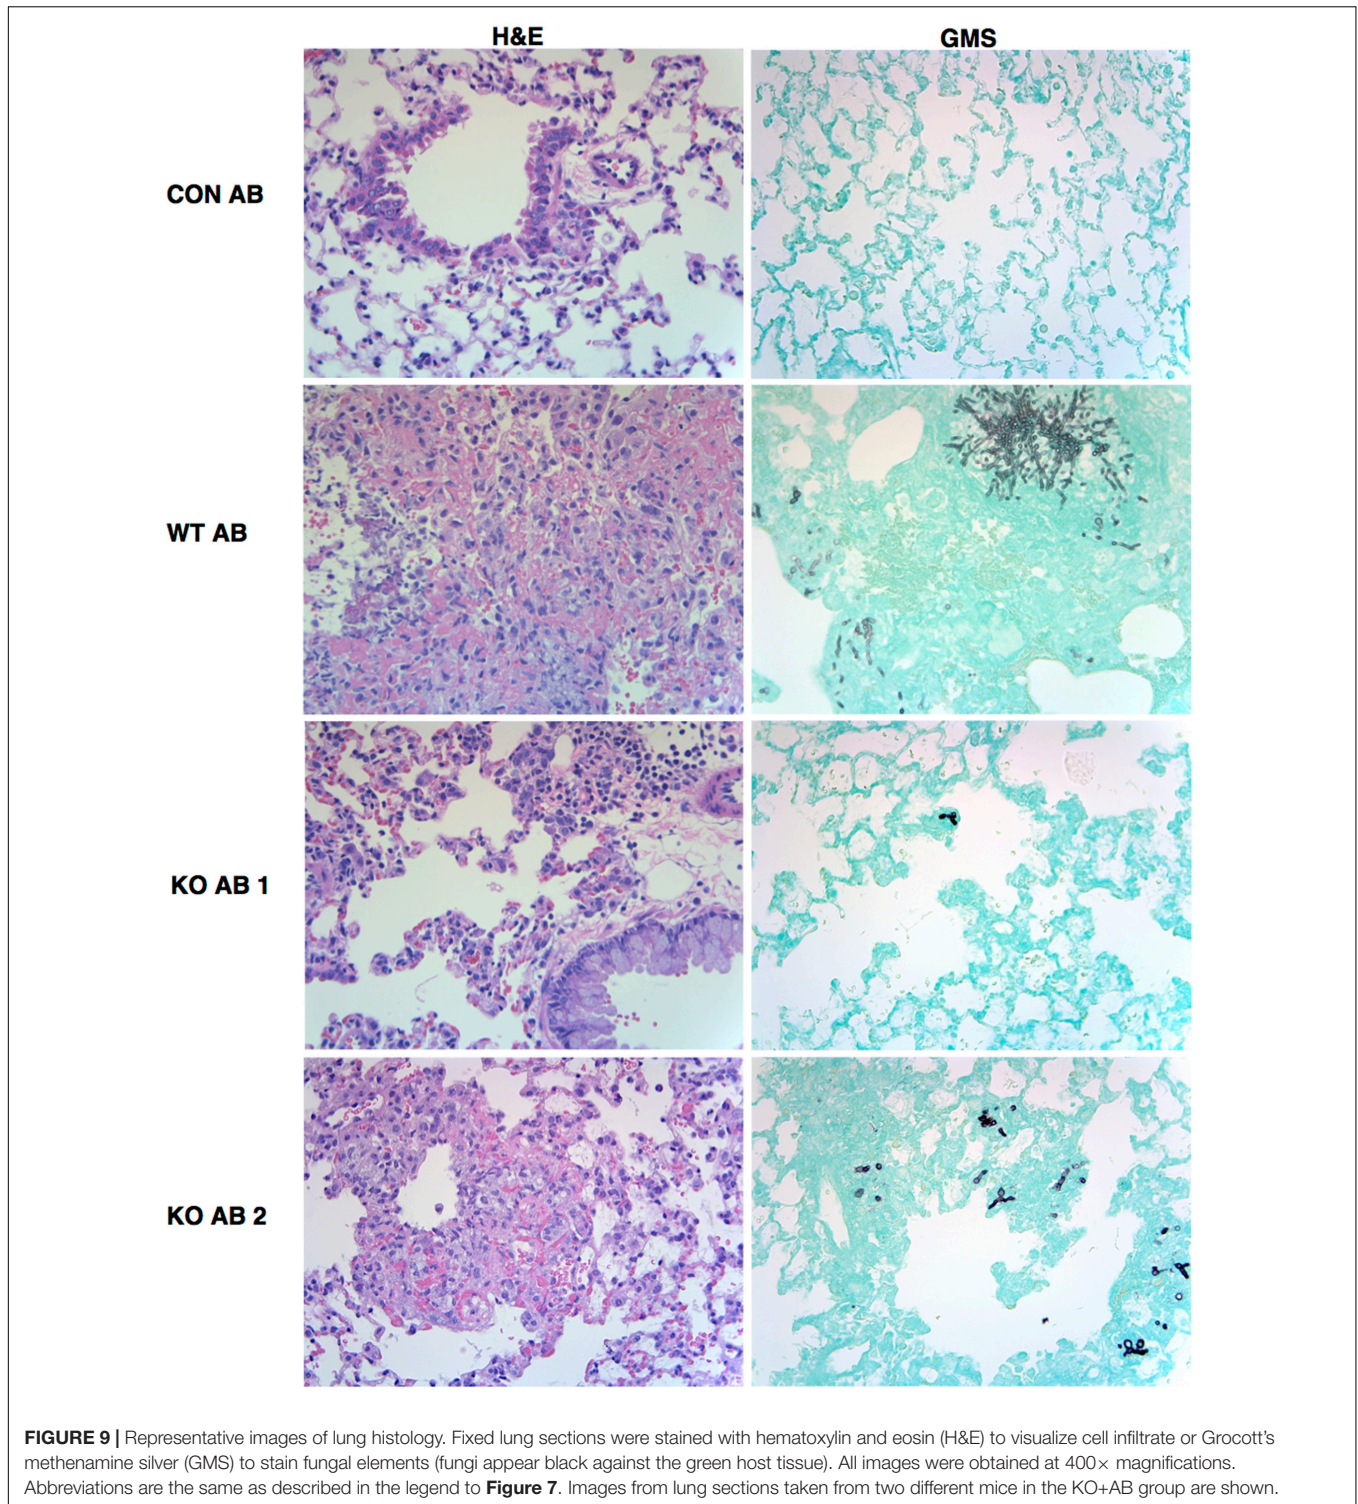 H&E GMS
CON AB
WT AB
KO AB 1
KO AB 2
FIGURE 9 | Representative images of lung histology. Fixed lung sections were stained with hematoxylin and eosin (H&E) to visualize cell infiltrate or Grocott's
methenamine silver (GMS) to stain fungal elements (fungi appear black against the green host tissue). All images were obtained at 400× magnifications.
Abbreviations are the same as described in the legend to Figure 7. Images from lung sections taken from two different mice in the KO+AB group are shown.